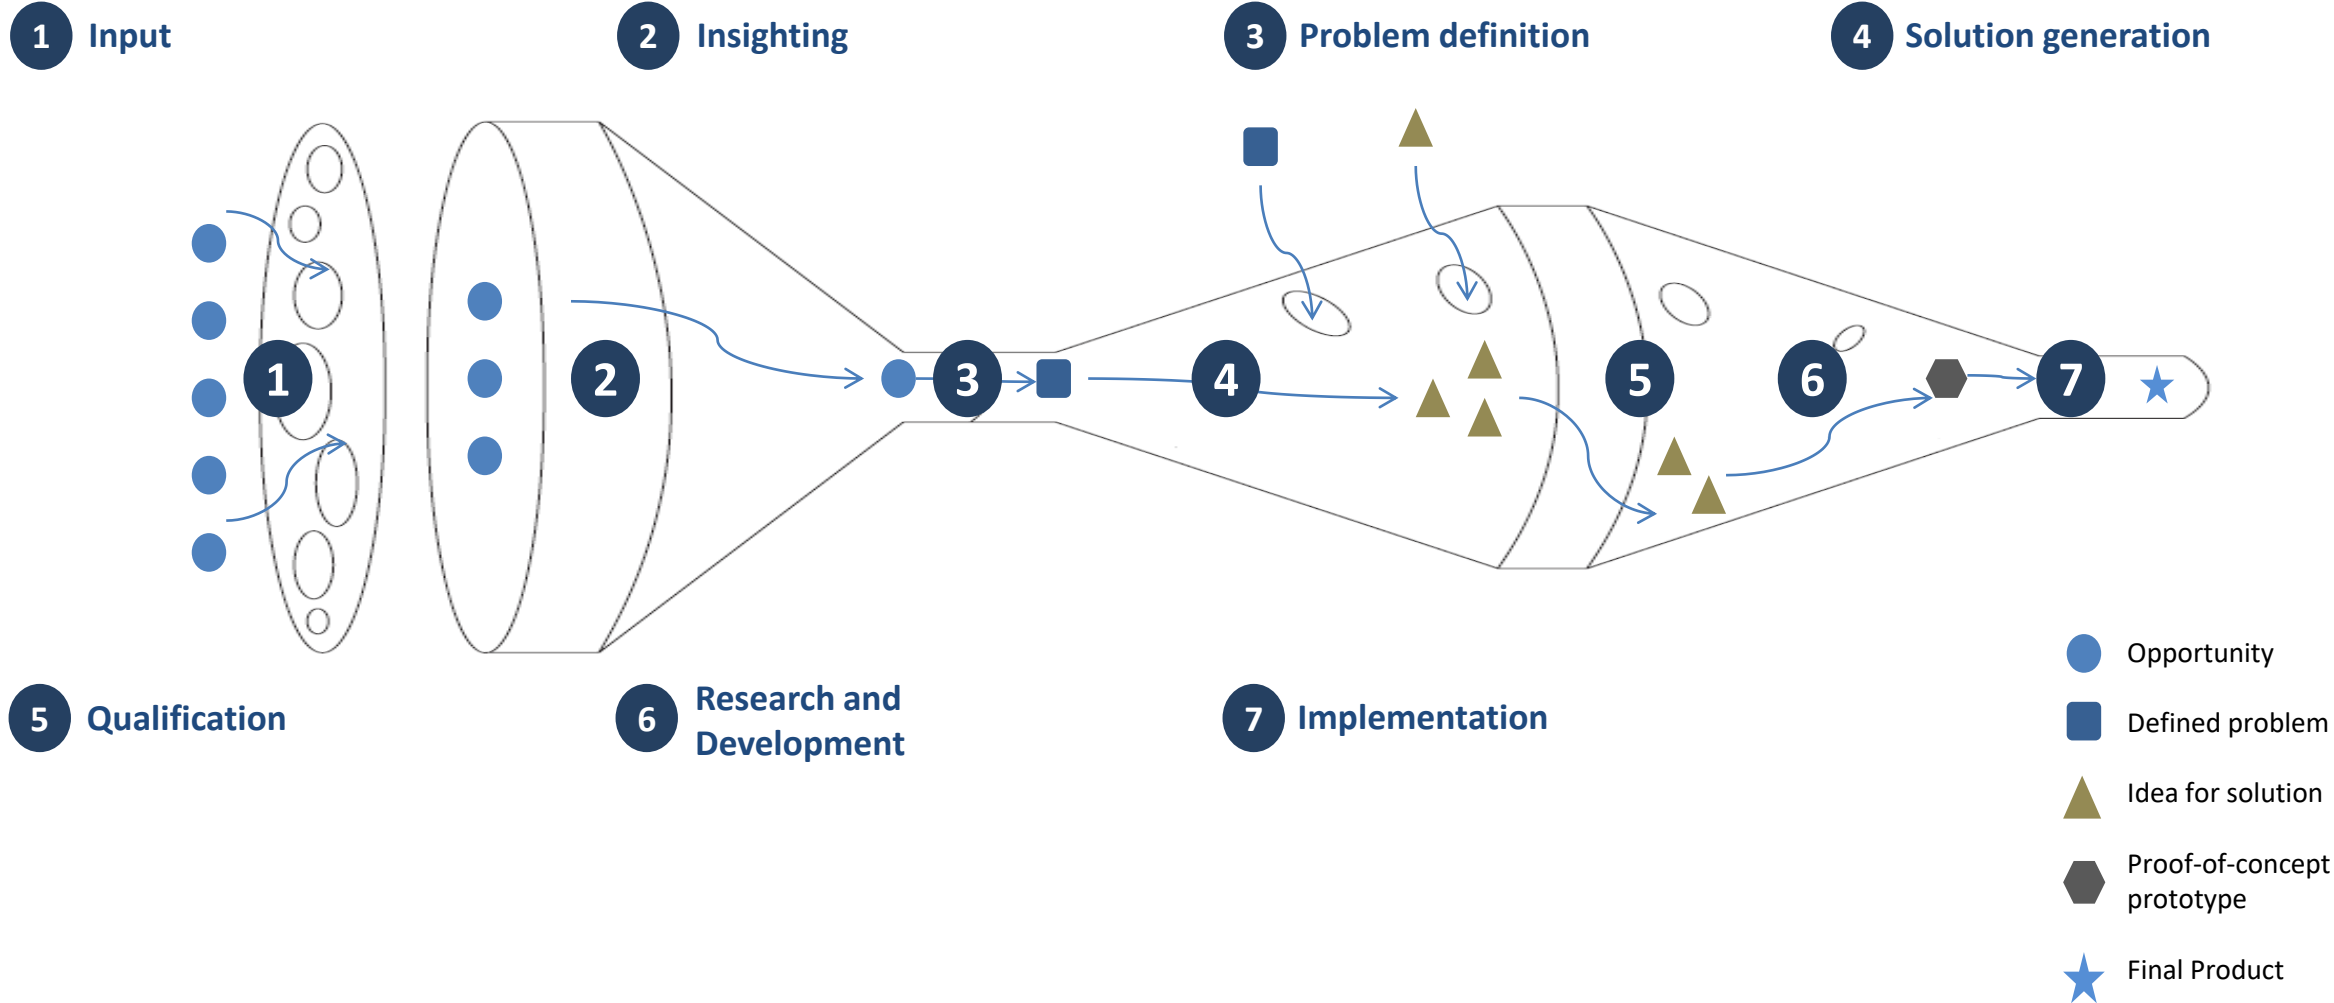 1 Input
2 Insighting
3 Problem definition
4 Solution generation
1
2
3
4
5
6
7
5 Qualification
6 Research and
Development
7 Implementation
Opportunity
Defined problem
Idea for solution
Proof-of-concept
prototype
Final Product